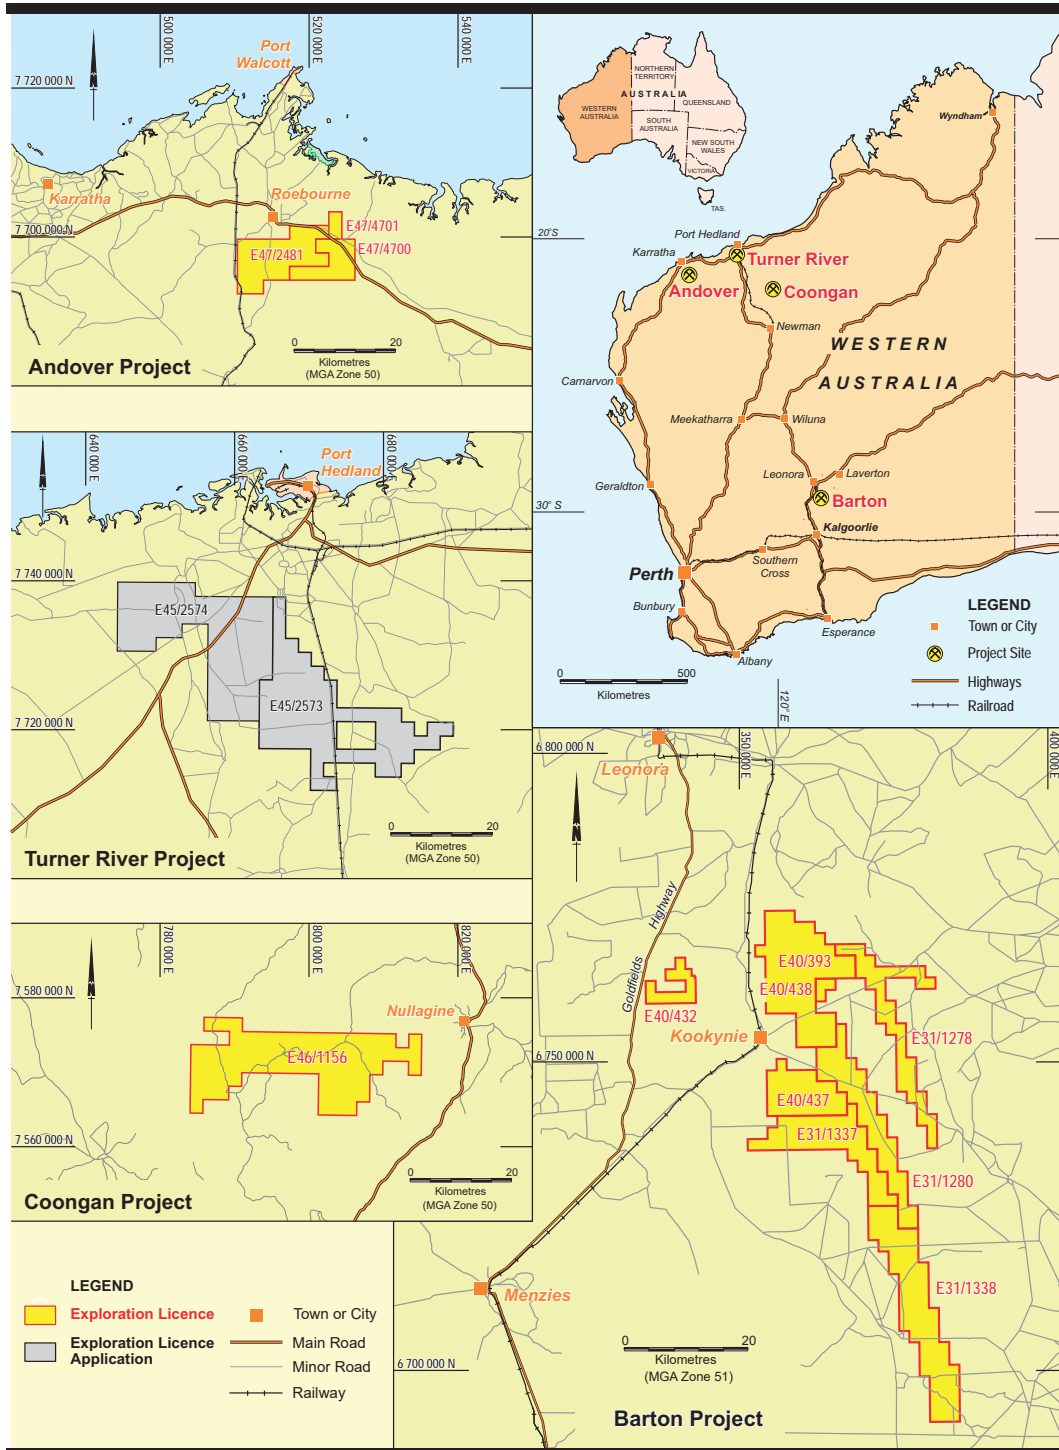 500 000 E
520 000 E
540 000 E
Port
Walcott
7 720 000 N
Karratha
Roebourne
7 700 000 N
E47/4701
E47/2481
E47/4700
0 20
Kilometres
(MGA Zone 50)
Andover Project
640 000 E
660 000 E
680 000 E
Port
Hedland
7 740 000 N
E45/2574
E45/2573
7 720 000 N
0 20
Kilometres
(MGA Zone 50)
Turner River Project
780 000 E
800 000 E
820 000 E
7 580 000 N
Nullagine
E46/1156
7 560 000 N
0 20
Kilometres
(MGA Zone 50)
Coongan Project
LEGEND
Exploration Licence
Exploration Licence
Application
Town or City
Main Road
Minor Road
Railway
NORTHERN
TERRITORY
AUSTRALIA
WESTERN
AUSTRALIA
QUEENSLAND
SOUTH
AUSTRALIA
NEW SOUTH
WALES
VICTORIA
TAS.
Wyndham
20° S
Port Hedland
Karratha
Turner River
Andover
Coongan
Newman
WESTERN
AUSTRALIA
Carnarvon
Meekatharra
Wiluna
Leonora
Laverton
Geraldton
Barton
30° S
Kalgoorlie
Southern
Cross
Perth
Bunbury
Esperance
Albany
0 500
Kilometres
120° E
LEGEND
Town or City
Project Site
Highways
Railroad
6 800 000 N
350 000 E
400 000 E
Leonora
Goldfields Highway
E40/393
E40/438
E40/432
Kookynie
E31/1278
6 750 000 N
E40/437
E31/1337
E31/1280
E31/1338
Menzies
0 20
Kilometres
(MGA Zone 51)
6 700 000 N
Barton Project